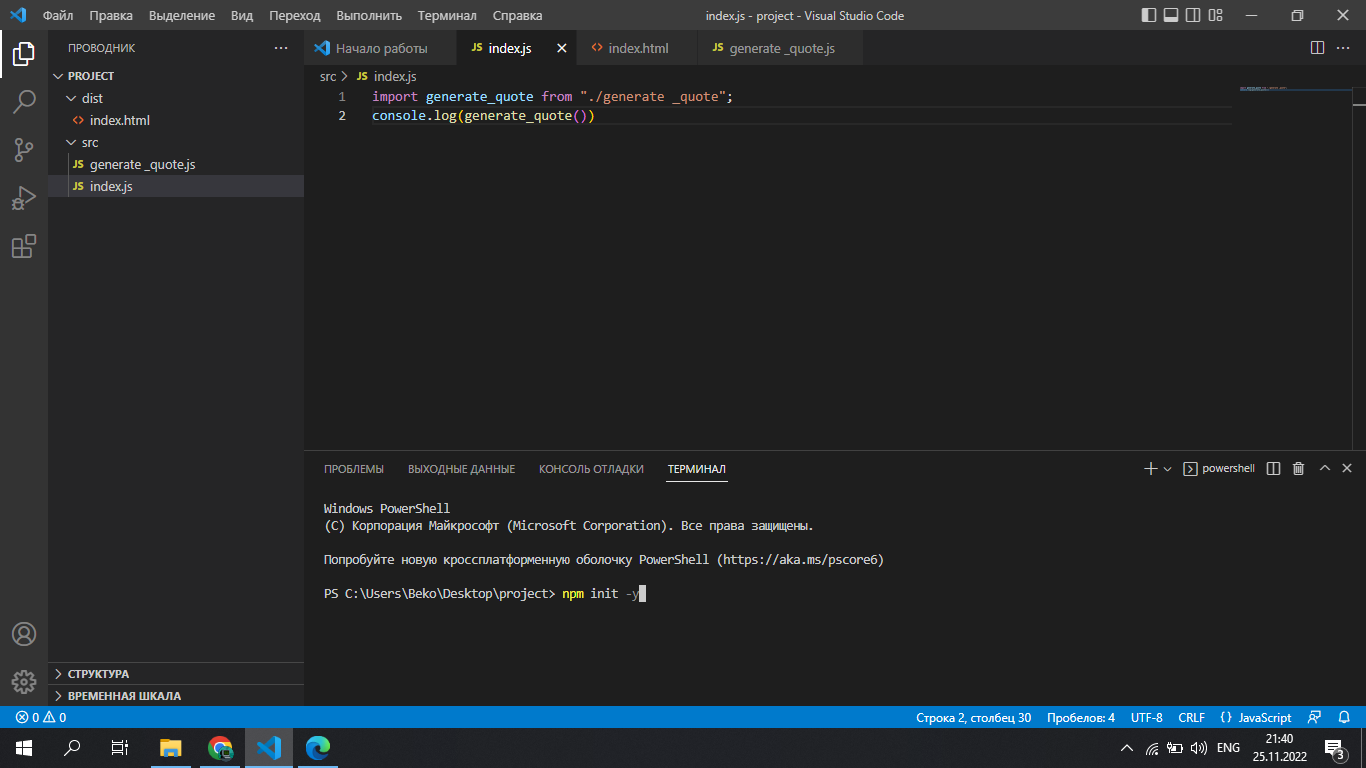 Файл Правка Выделение Вид Переход Выполнить Терминал Справка index.js - project - Visual Studio Code
ПРОВОДНИК ···
Начало работы JS index.js index.html JS generate _quote.js ···
PROJECT
dist
index.html
src
JS generate _quote.js
JS index.js
src > JS index.js
1 import generate_quote from "./generate _quote";
2 console.log(generate_quote())
ПРОБЛЕМЫ ВЫХОДНЫЕ ДАННЫЕ КОНСОЛЬ ОТЛАДКИ ТЕРМИНАЛ powershell
Windows PowerShell
(C) Корпорация Майкрософт (Microsoft Corporation). Все права защищены.
Попробуйте новую кроссплатформенную оболочку PowerShell (https://aka.ms/pscore6)
PS C:\Users\Beko\Desktop\project> npm init -y
СТРУКТУРА
ВРЕМЕННАЯ ШКАЛА
0 0 Строка 2, столбец 30 Пробелов: 4 UTF-8 CRLF {} JavaScript
ENG 21:40
25.11.2022 3